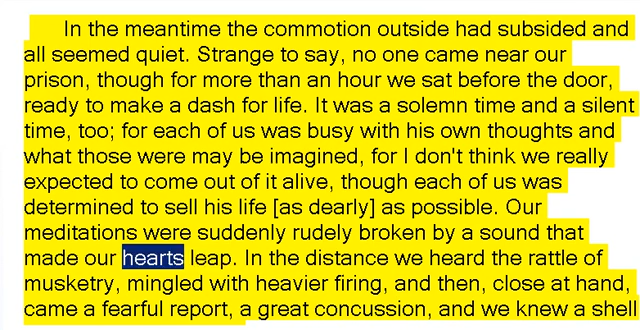 In the meantime the commotion outside had subsided and
all seemed quiet. Strange to say, no one came near our
prison, though for more than an hour we sat before the door,
ready to make a dash for life. It was a solemn time and a silent
time, too; for each of us was busy with his own thoughts and
what those were may be imagined, for I don't think we really
expected to come out of it alive, though each of us was
determined to sell his life [as dearly] as possible. Our
meditations were suddenly rudely broken by a sound that
made our hearts leap. In the distance we heard the rattle of
musketry, mingled with heavier firing, and then, close at hand,
came a fearful report, a great concussion, and we knew a shell